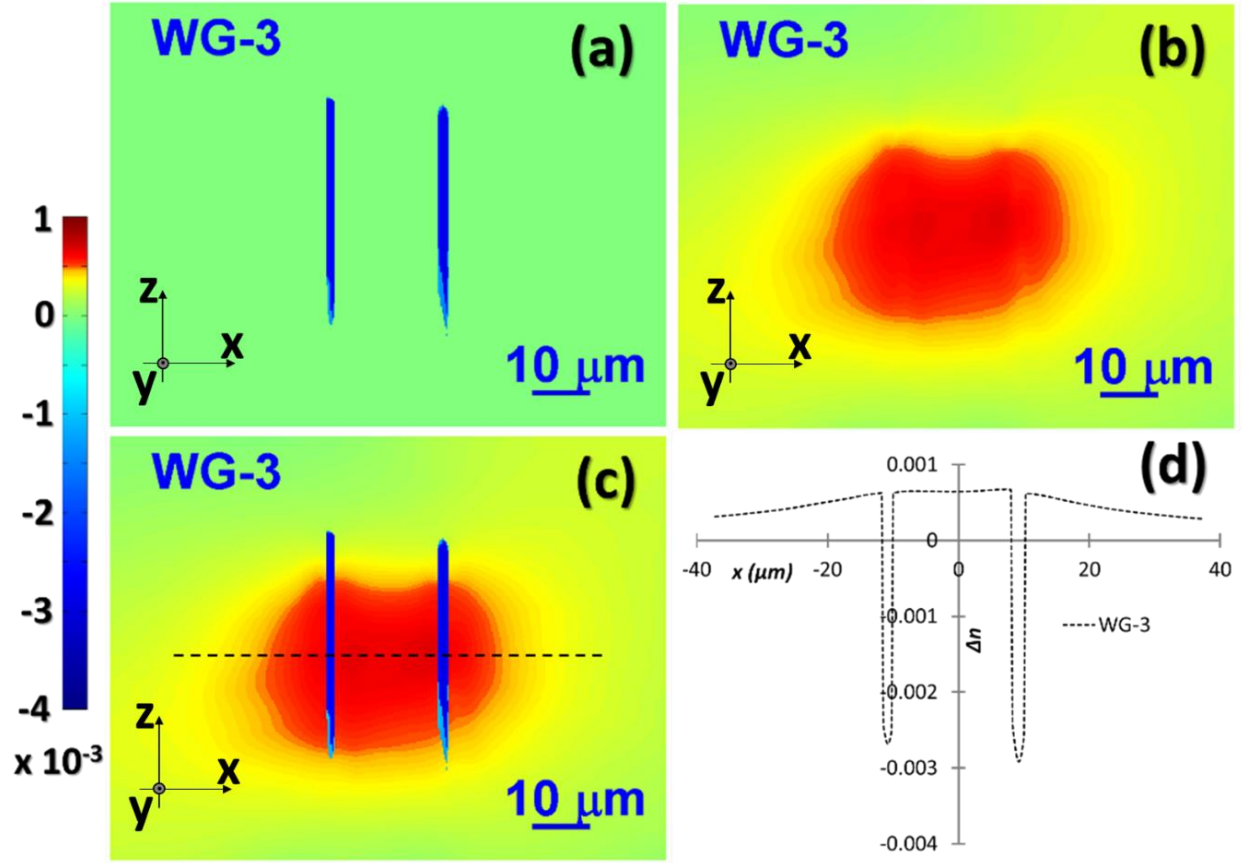 WG-3
(a)
z
x
y
10 μm
WG-3
(b)
z
x
y
10 μm
1
0
-1
-2
-3
-4
x 10-3
WG-3
(c)
z
x
y
10 μm
(d)
0.001
0
-40
x (μm)
-20
0
20
40
-0.001
Δn
WG-3
-0.002
-0.003
-0.004